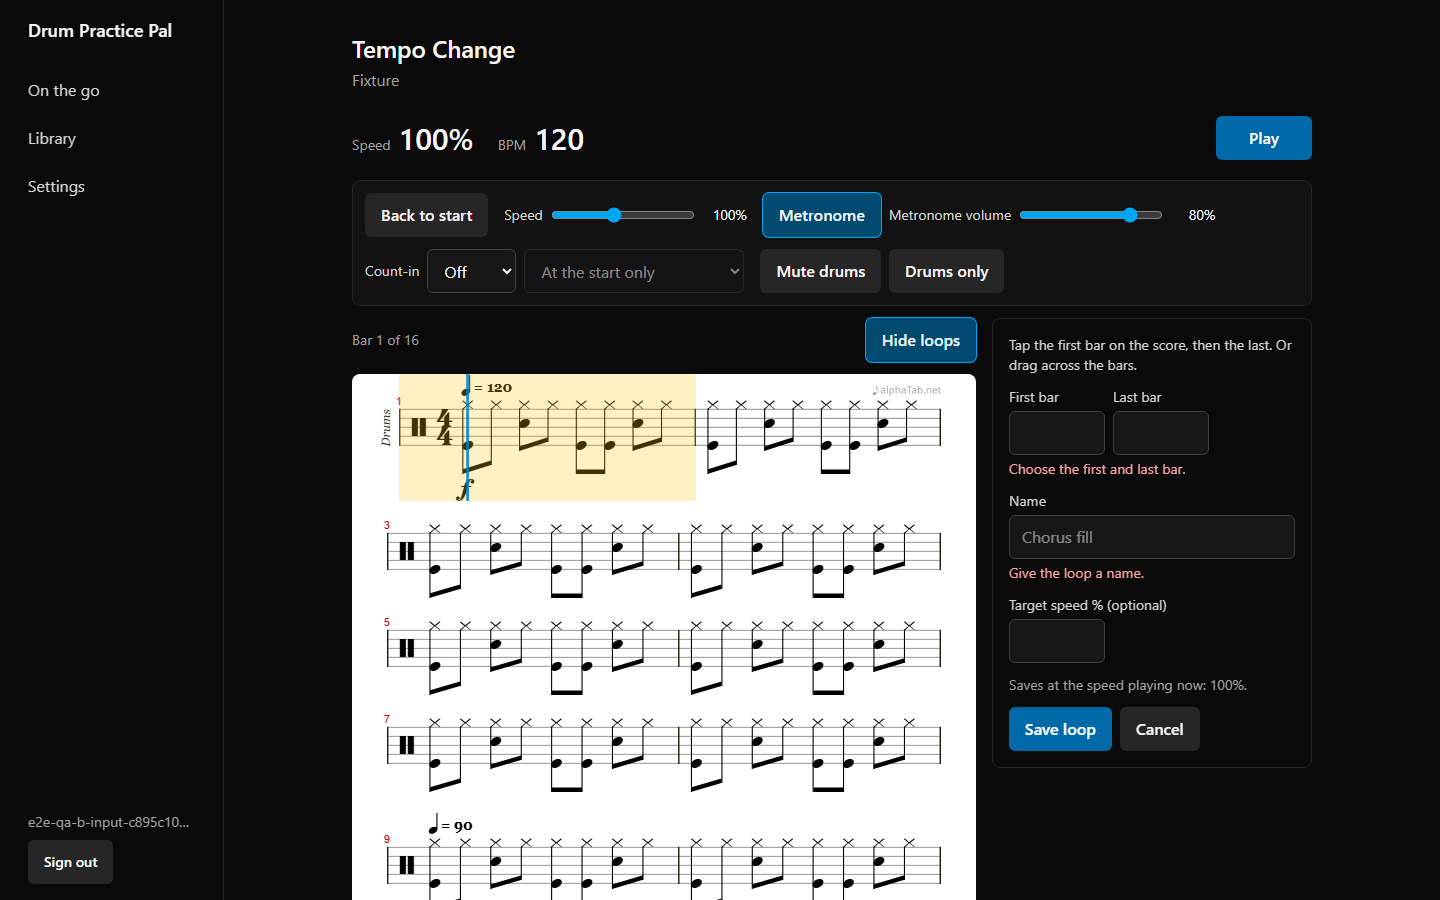 Drum Practice Pal
On the go
Library
Settings
e2e-qa-b-input-c895c10...
Sign out
Tempo Change
Fixture
Speed 100% BPM 120
Play
Back to start Speed 100% Metronome Metronome volume 80%
Count-in Off At the start only Mute drums Drums only
Bar 1 of 16
Hide loops
= 120
alphaTab.net
1
Drums
4
4
f
3
5
7
= 90
9
Tap the first bar on the score, then the last. Or
drag across the bars.
First bar Last bar
Choose the first and last bar.
Name
Chorus fill
Give the loop a name.
Target speed % (optional)
Saves at the speed playing now: 100%.
Save loop Cancel